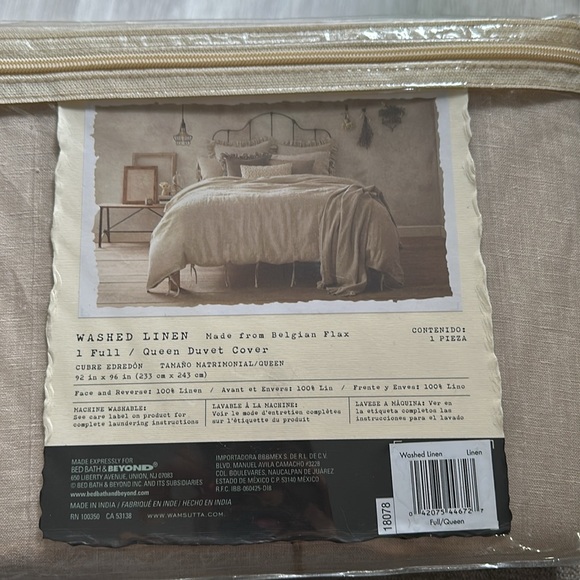 WASHED LINEN Made from Belgian Flax
1 Full / Queen Duvet Cover
CUBRE EDREDÓN TAMAÑO MATRIMONIAL/QUEEN
92 in x 96 in (233 cm x 243 cm)
CONTENIDO:
1 PIEZA
Face and Reverse: 100% Linen / Avant et Envers: 100% Lin / Frente y Envés: 100% Lino
MACHINE WASHABLE:
See care label on product for
complete laundering instructions
LAVABLE À LA MACHINE:
Voir le mode d'entretien complètes
sur l'étiquette du produit
LAVESE A MÁQUINA: Ver en
la etiqueta completas las
instrucciones para el lavado
MADE EXPRESSLY FOR
BED BATH & BEYOND®
650 LIBERTY AVENUE, UNION, NJ 07083
© BED BATH & BEYOND INC. AND ITS SUBSIDIARIES
www.bedbathandbeyond.com
MADE IN INDIA / FABRIQUÉ EN INDE / HECHO EN INDIA
RN 100350 CA 53138 WWW.WAMSUTTA.COM
IMPORTADORA BBBMEX S. DE R.L. DE C.V.
BLVD. MANUEL AVILA CAMACHO #3228
COL. BOULEVARES, NAUCALPAN DE JUÁREZ
ESTADO DE MÉXICO C.P. 53140 MÉXICO
R.F.C. IBB-060425-D18
18078
Washed Linen Linen
0 42075 44672 7
Full/Queen